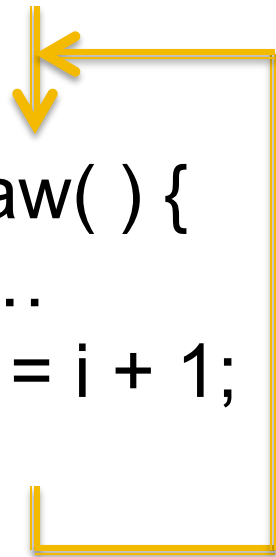 aw( ) {
..
= i + 1;